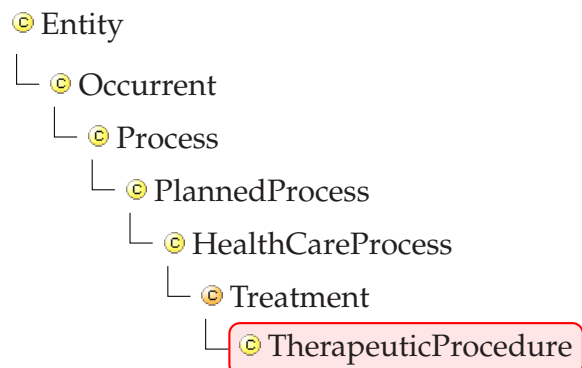 Entity
Occurrent
Process
PlannedProcess
HealthCareProcess
Treatment
TherapeuticProcedure